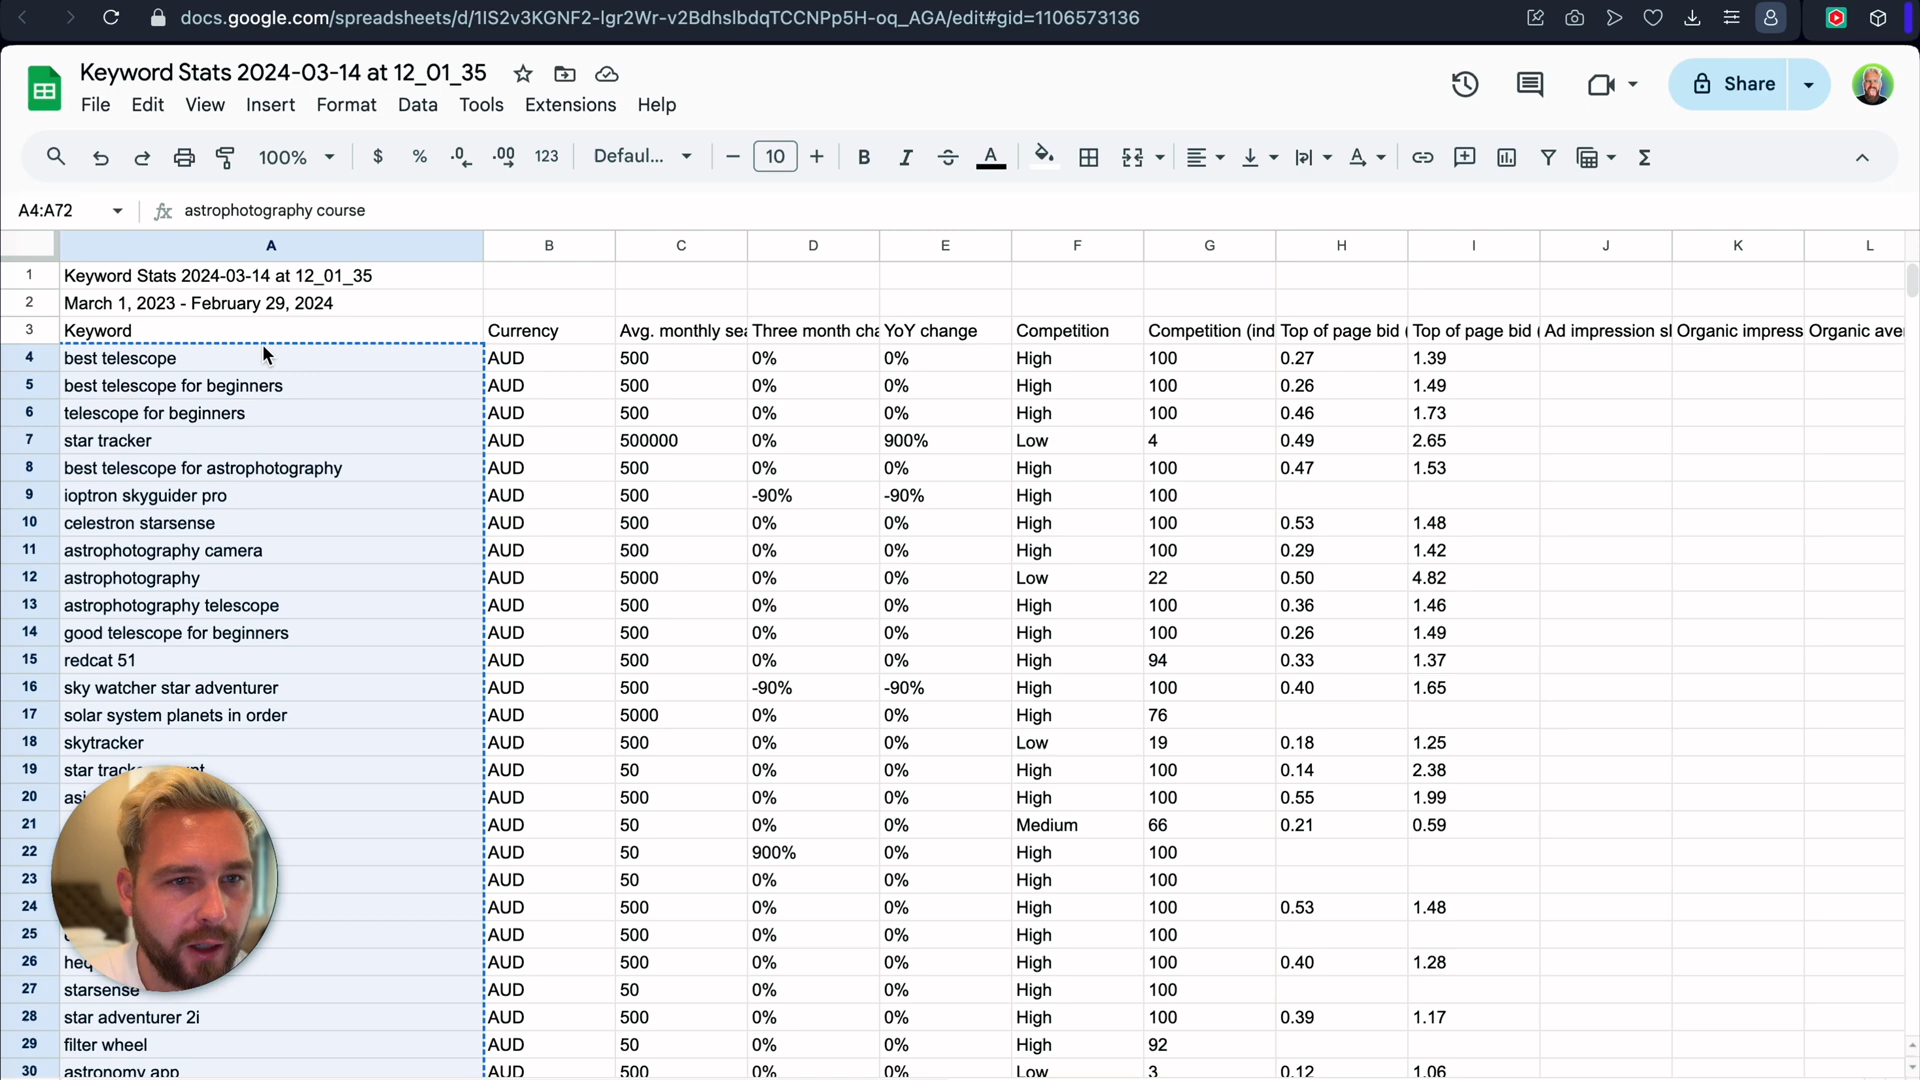 docs.google.com/spreadsheets/d/1IS2v3KGNF2-Igr2Wr-v2BdhslbdqTCCNPp5H-oq_AGA/edit#gid=1106573136
Keyword Stats 2024-03-14 at 12_01_35
File Edit View Insert Format Data Tools Extensions Help
Share
100% $ % .0 .00 123 Defaul... − 10 + B I A
A4:A72 fx astrophotography course
A B C D E F G H I J K L
1 Keyword Stats 2024-03-14 at 12_01_35
2 March 1, 2023 - February 29, 2024
3 Keyword Currency Avg. monthly sea Three month cha YoY change Competition Competition (ind Top of page bid ( Top of page bid ( Ad impression sl Organic impress Organic aver
4 best telescope AUD 500 0% 0% High 100 0.27 1.39
5 best telescope for beginners AUD 500 0% 0% High 100 0.26 1.49
6 telescope for beginners AUD 500 0% 0% High 100 0.46 1.73
7 star tracker AUD 500000 0% 900% Low 4 0.49 2.65
8 best telescope for astrophotography AUD 500 0% 0% High 100 0.47 1.53
9 ioptron skyguider pro AUD 500 -90% -90% High 100
10 celestron starsense AUD 500 0% 0% High 100 0.53 1.48
11 astrophotography camera AUD 500 0% 0% High 100 0.29 1.42
12 astrophotography AUD 5000 0% 0% Low 22 0.50 4.82
13 astrophotography telescope AUD 500 0% 0% High 100 0.36 1.46
14 good telescope for beginners AUD 500 0% 0% High 100 0.26 1.49
15 redcat 51 AUD 500 0% 0% High 94 0.33 1.37
16 sky watcher star adventurer AUD 500 -90% -90% High 100 0.40 1.65
17 solar system planets in order AUD 5000 0% 0% High 76
18 skytracker AUD 500 0% 0% Low 19 0.18 1.25
19 star AUD 50 0% 0% High 100 0.14 2.38
20 AUD 500 0% 0% High 100 0.55 1.99
21 AUD 50 0% 0% Medium 66 0.21 0.59
22 AUD 50 900% 0% High 100
23 AUD 50 0% 0% High 100
24 AUD 500 0% 0% High 100 0.53 1.48
25 AUD 500 0% 0% High 100
26 AUD 500 0% 0% High 100 0.40 1.28
27 starsense AUD 50 0% 0% High 100
28 star adventurer 2i AUD 500 0% 0% High 100 0.39 1.17
29 filter wheel AUD 50 0% 0% High 92
30 astronomy app AUD 500 0% 0% Low 3 0.12 1.06